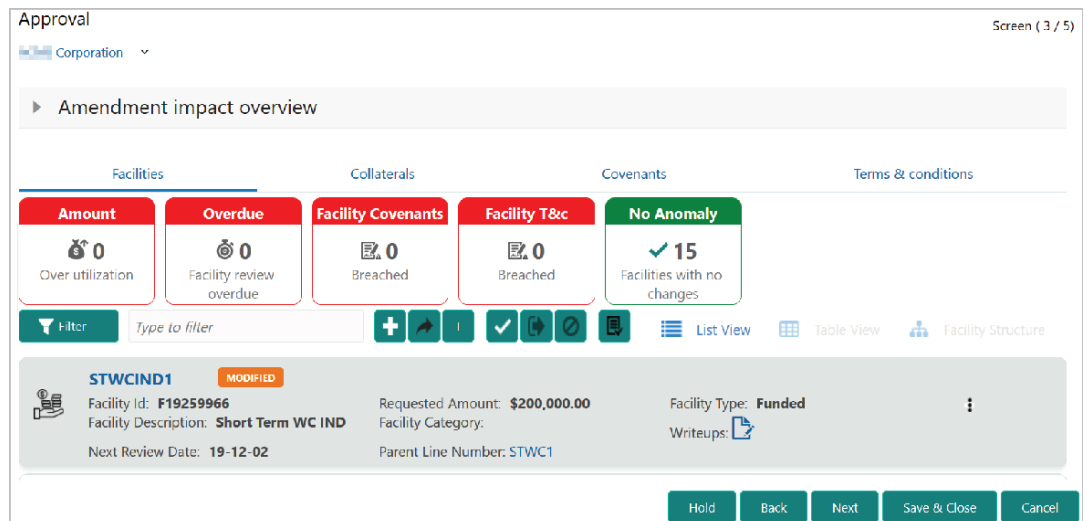 Approval
Screen ( 3 / 5)
Corporation
Amendment impact overview
Facilities Collaterals Covenants Terms & conditions
Amount Overdue Facility Covenants Facility T&c No Anomaly
0 0 0 0 15
Over utilization Facility review overdue Breached Breached Facilities with no changes
Filter Type to filter List View Table View Facility Structure
STWCIND1 MODIFIED
Facility Id: F19259966 Requested Amount: $200,000.00 Facility Type: Funded
Facility Description: Short Term WC IND Facility Category: Writeups:
Next Review Date: 19-12-02 Parent Line Number: STWC1
Hold Back Next Save & Close Cancel